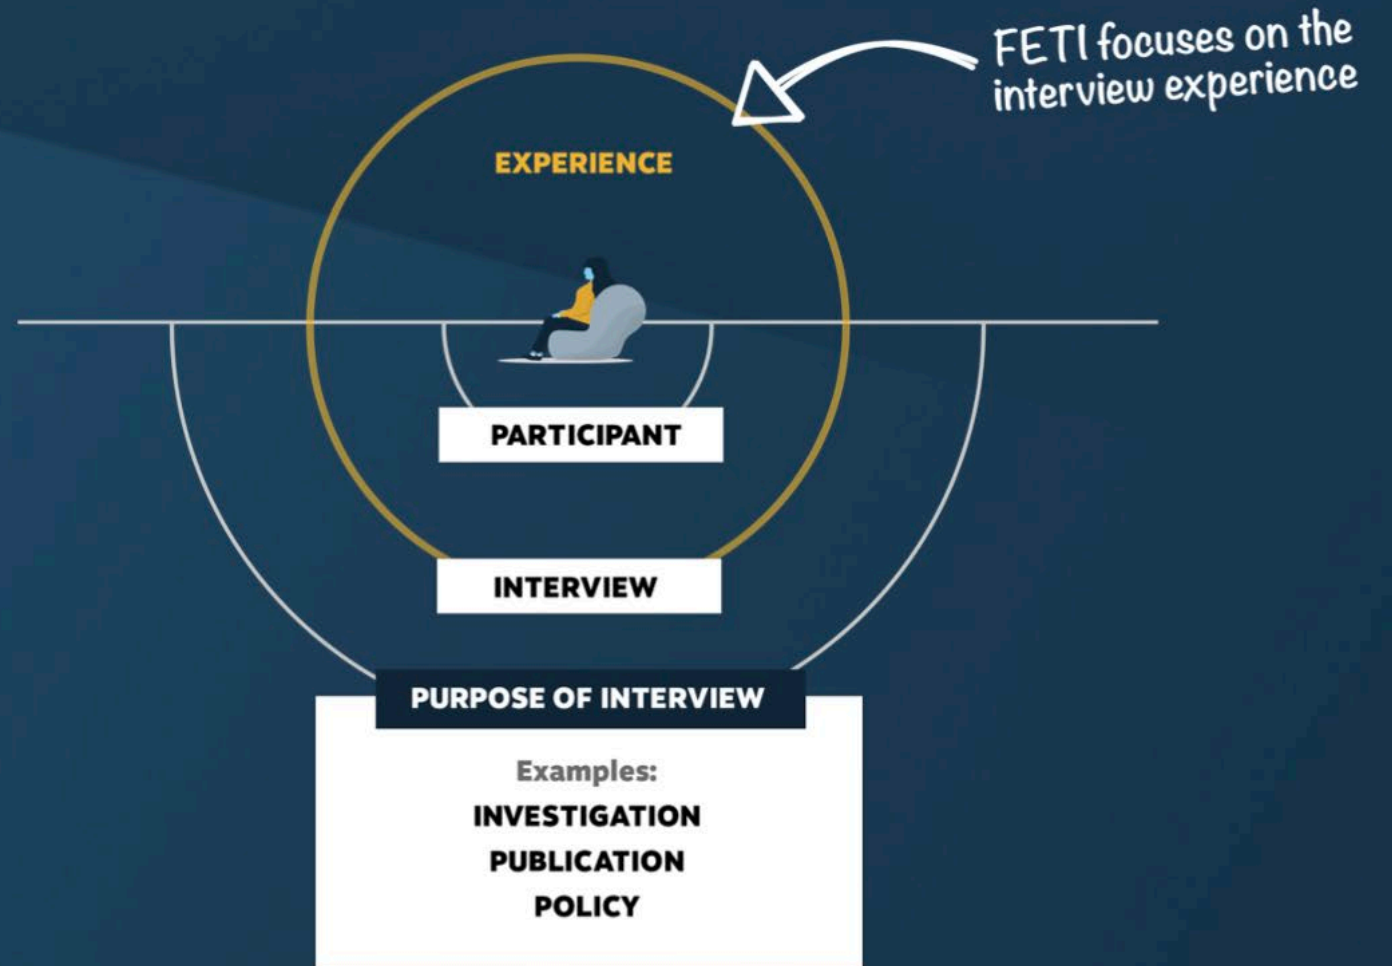 FETI focuses on the
interview experience
EXPERIENCE
PARTICIPANT
INTERVIEW
PURPOSE OF INTERVIEW
Examples:
INVESTIGATION
PUBLICATION
POLICY